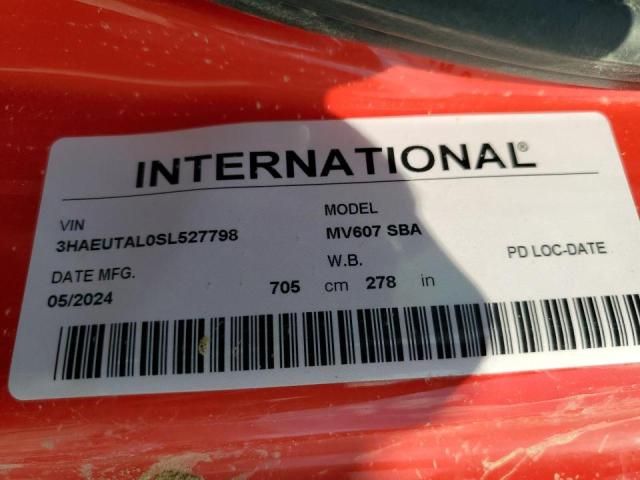 INTERNATIONAL®
VIN
3HAEUTAL0SL527798
MODEL
MV607 SBA
DATE MFG.
05/2024
W.B.
705 cm 278 in
PD LOC-DATE